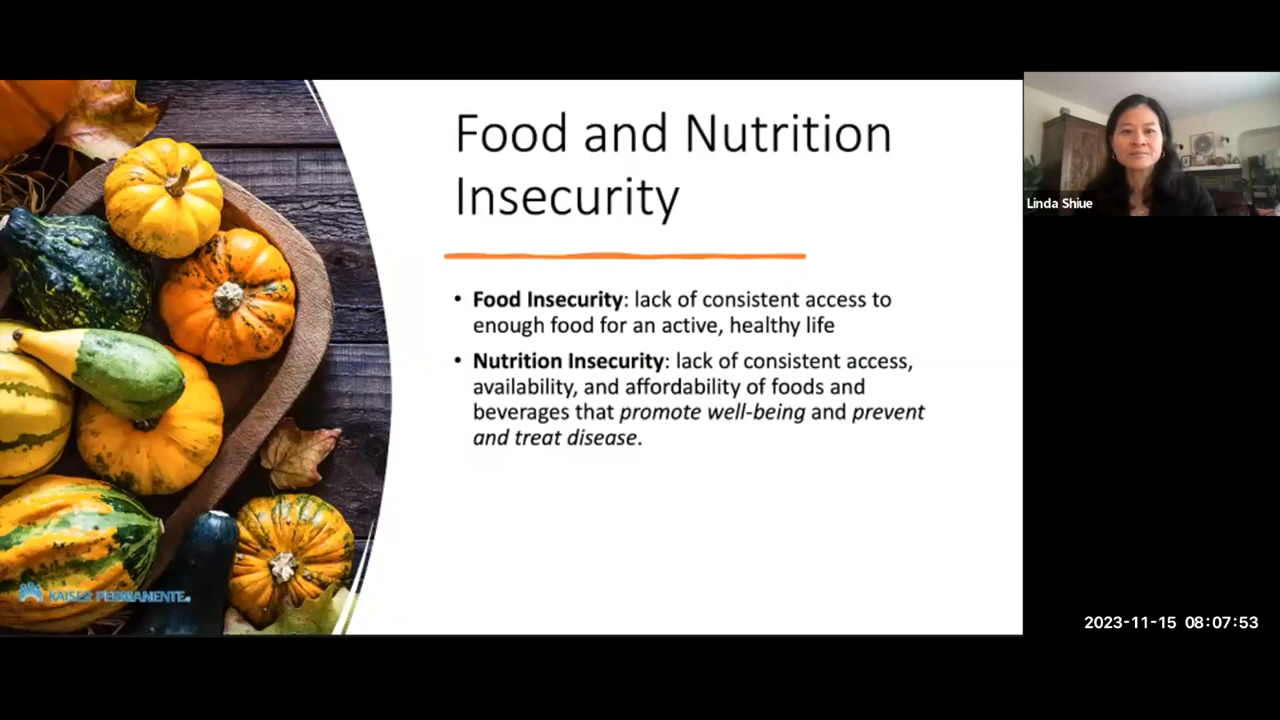 Food and Nutrition
Insecurity
• Food Insecurity: lack of consistent access to
enough food for an active, healthy life
• Nutrition Insecurity: lack of consistent access,
availability, and affordability of foods and
beverages that promote well-being and prevent
and treat disease.
KAISER PERMANENTE.
Linda Shiue
2023-11-15 08:07:53